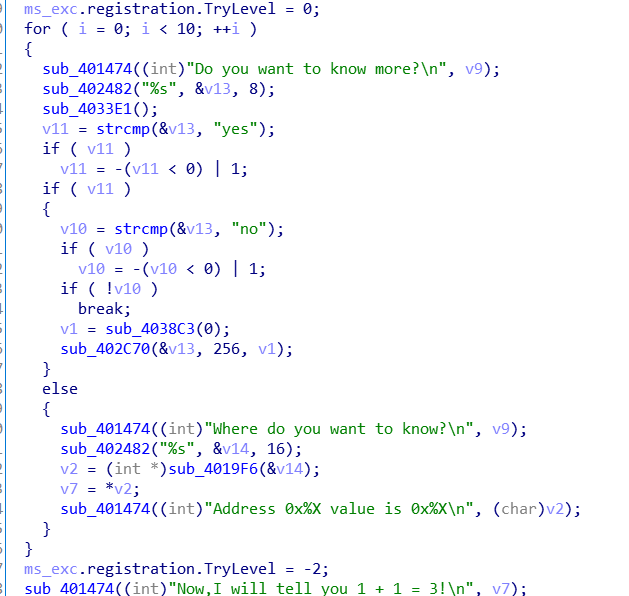 ms_exc.registration.TryLevel = 0;
for ( i = 0; i < 10; ++i )
{
sub_401474((int)"Do you want to know more?\n", v9);
sub_402482("%s", &v13, 8);
sub_4033E1();
v11 = strcmp(&v13, "yes");
if ( v11 )
v11 = -(v11 < 0) | 1;
if ( v11 )
{
v10 = strcmp(&v13, "no");
if ( v10 )
v10 = -(v10 < 0) | 1;
if ( !v10 )
break;
v1 = sub_4038C3(0);
sub_402C70(&v13, 256, v1);
}
else
{
sub_401474((int)"Where do you want to know?\n", v9);
sub_402482("%s", &v14, 16);
v2 = (int *)sub_4019F6(&v14);
v7 = *v2;
sub_401474((int)"Address 0x%X value is 0x%X\n", (char)v2);
}
}
ms_exc.registration.TryLevel = -2;
sub_401474((int)"Now,I will tell you 1 + 1 = 3!\n", v7);